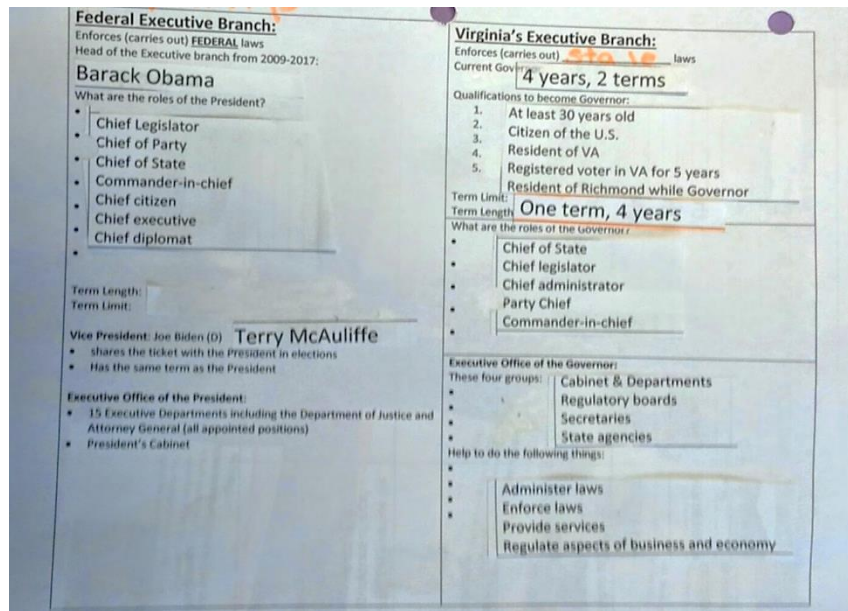 Federal Executive Branch:
Enforces (carries out) FEDERAL laws
Head of the Executive branch from 2009-2017:
Barack Obama
What are the roles of the President?
Chief Legislator
Chief of Party
Chief of State
Commander-in-chief
Chief citizen
Chief executive
Chief diplomat
Term Length:
Term Limit:
Vice President: Joe Biden (D) Terry McAuliffe
• shares the ticket with the President in elections
• Has the same term as the President
Executive Office of the President:
• 15 Executive Departments including the Department of Justice and
Attorney General (all appointed positions)
• President's Cabinet
Virginia's Executive Branch:
Enforces (carries out) state laws
Current Gov 4 years, 2 terms
Qualifications to become Governor:
1. At least 30 years old
2. Citizen of the U.S.
3. Resident of VA
4. Registered voter in VA for 5 years
5. Resident of Richmond while Governor
Term Limit:
Term Length One term, 4 years
What are the roles of the Governor?
Chief of State
Chief legislator
Chief administrator
Party Chief
Commander-in-chief
Executive Office of the Governor:
These four groups: Cabinet & Departments
Regulatory boards
Secretaries
State agencies
Help to do the following things:
Administer laws
Enforce laws
Provide services
Regulate aspects of business and economy